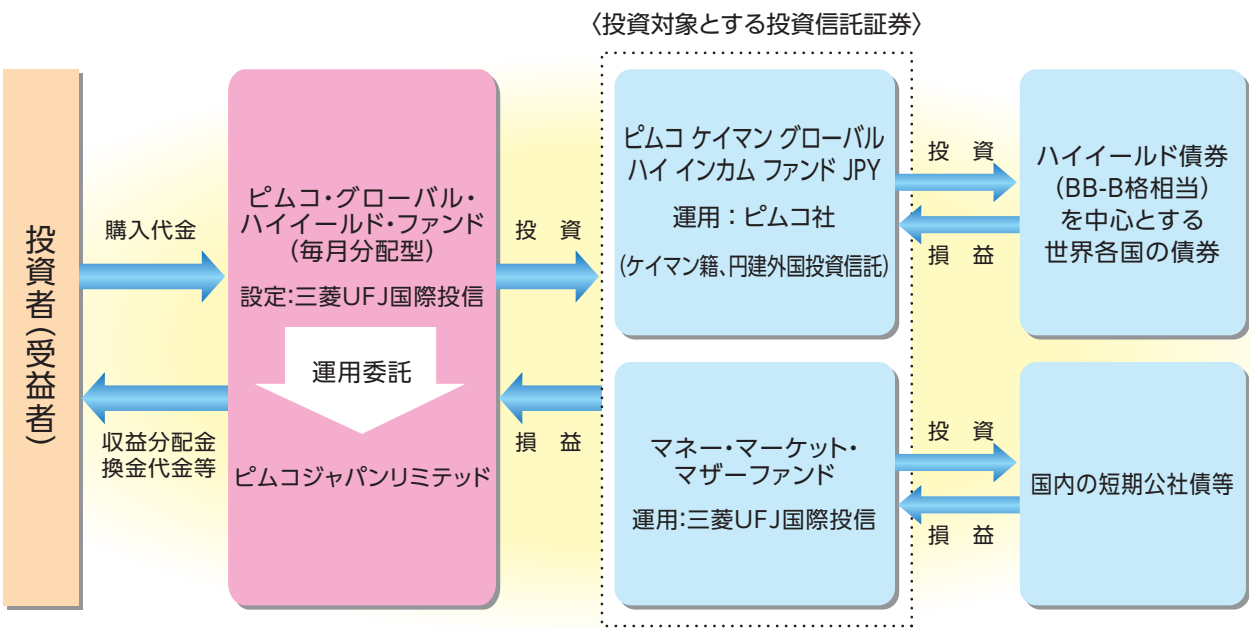 〈投資対象とする投資信託証券〉
投資者(受益者)
購入代金
収益分配金
換金代金等
ピムコ・グローバル・
ハイイールド・ファンド
(毎月分配型)
設定:三菱UFJ国際投信
運用委託
ピムコジャパンリミテッド
投 資
損 益
ピムコ ケイマン グローバル
ハイ インカム ファンド JPY
運用：ピムコ社
(ケイマン籍、円建外国投資信託)
マネー・マーケット・
マザーファンド
運用:三菱UFJ国際投信
投 資
損 益
投 資
損 益
ハイイールド債券
(BB-B格相当)
を中心とする
世界各国の債券
国内の短期公社債等